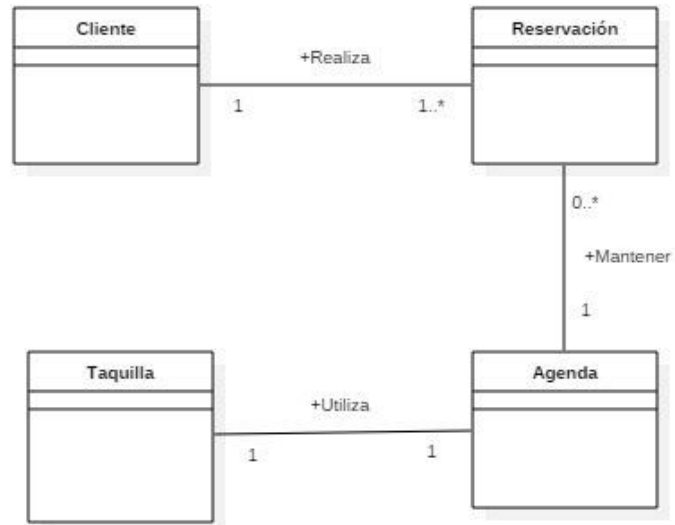 Cliente
Reservación
+Realiza
1
1..*
0..*
+Mantener
1
Taquilla
Agenda
+Utiliza
1
1